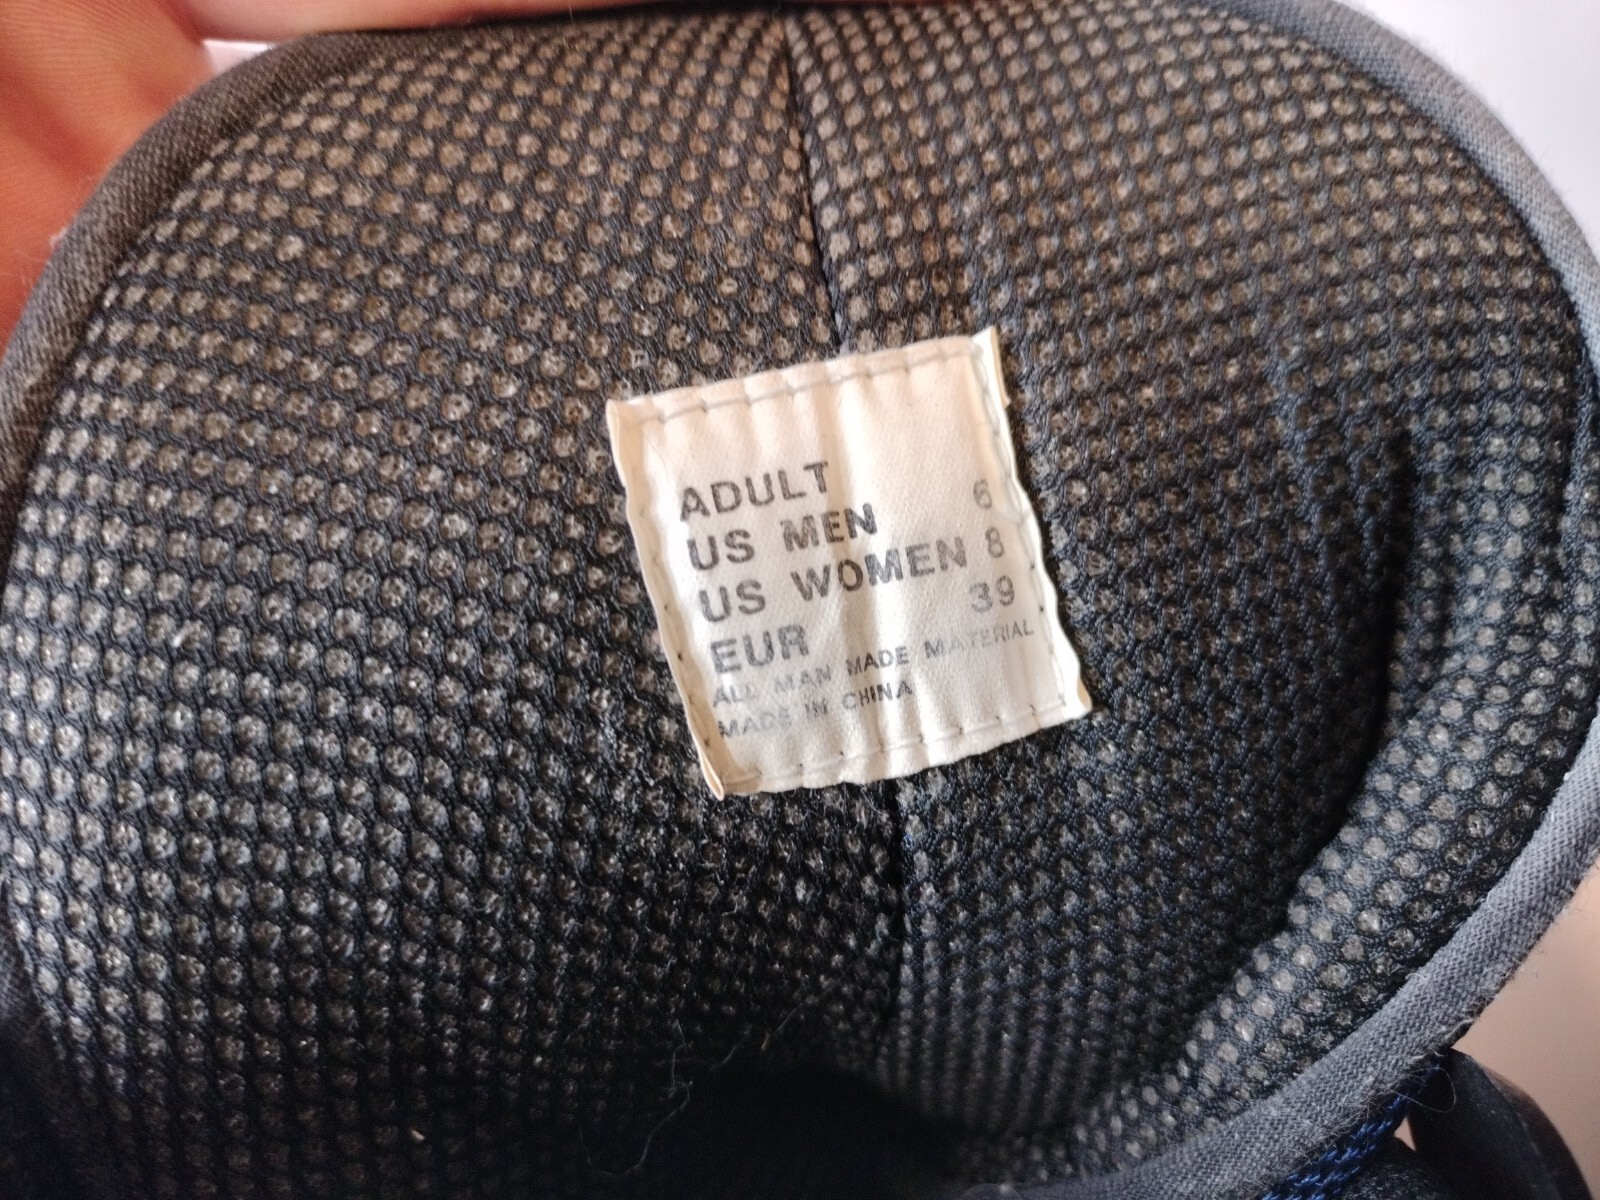 ADULT
US MEN 6
US WOMEN 8
EUR 39
ALL MAN MADE MATERIAL
MADE IN CHINA